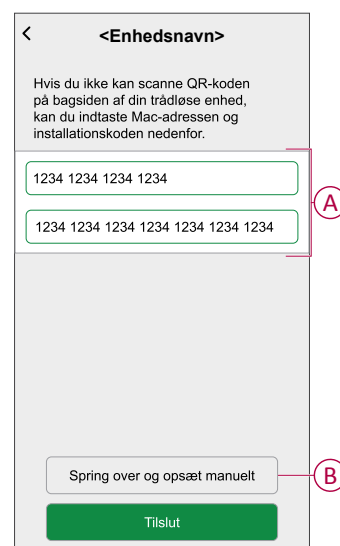 <Enhedsnavn>
Hvis du ikke kan scanne QR-koden
på bagsiden af din trådløse enhed,
kan du indtaste Mac-adressen og
installationskoden nedenfor.
1234 1234 1234 1234
A
1234 1234 1234 1234 1234 1234 1234
Spring over og opsæt manuelt
B
Tilslut